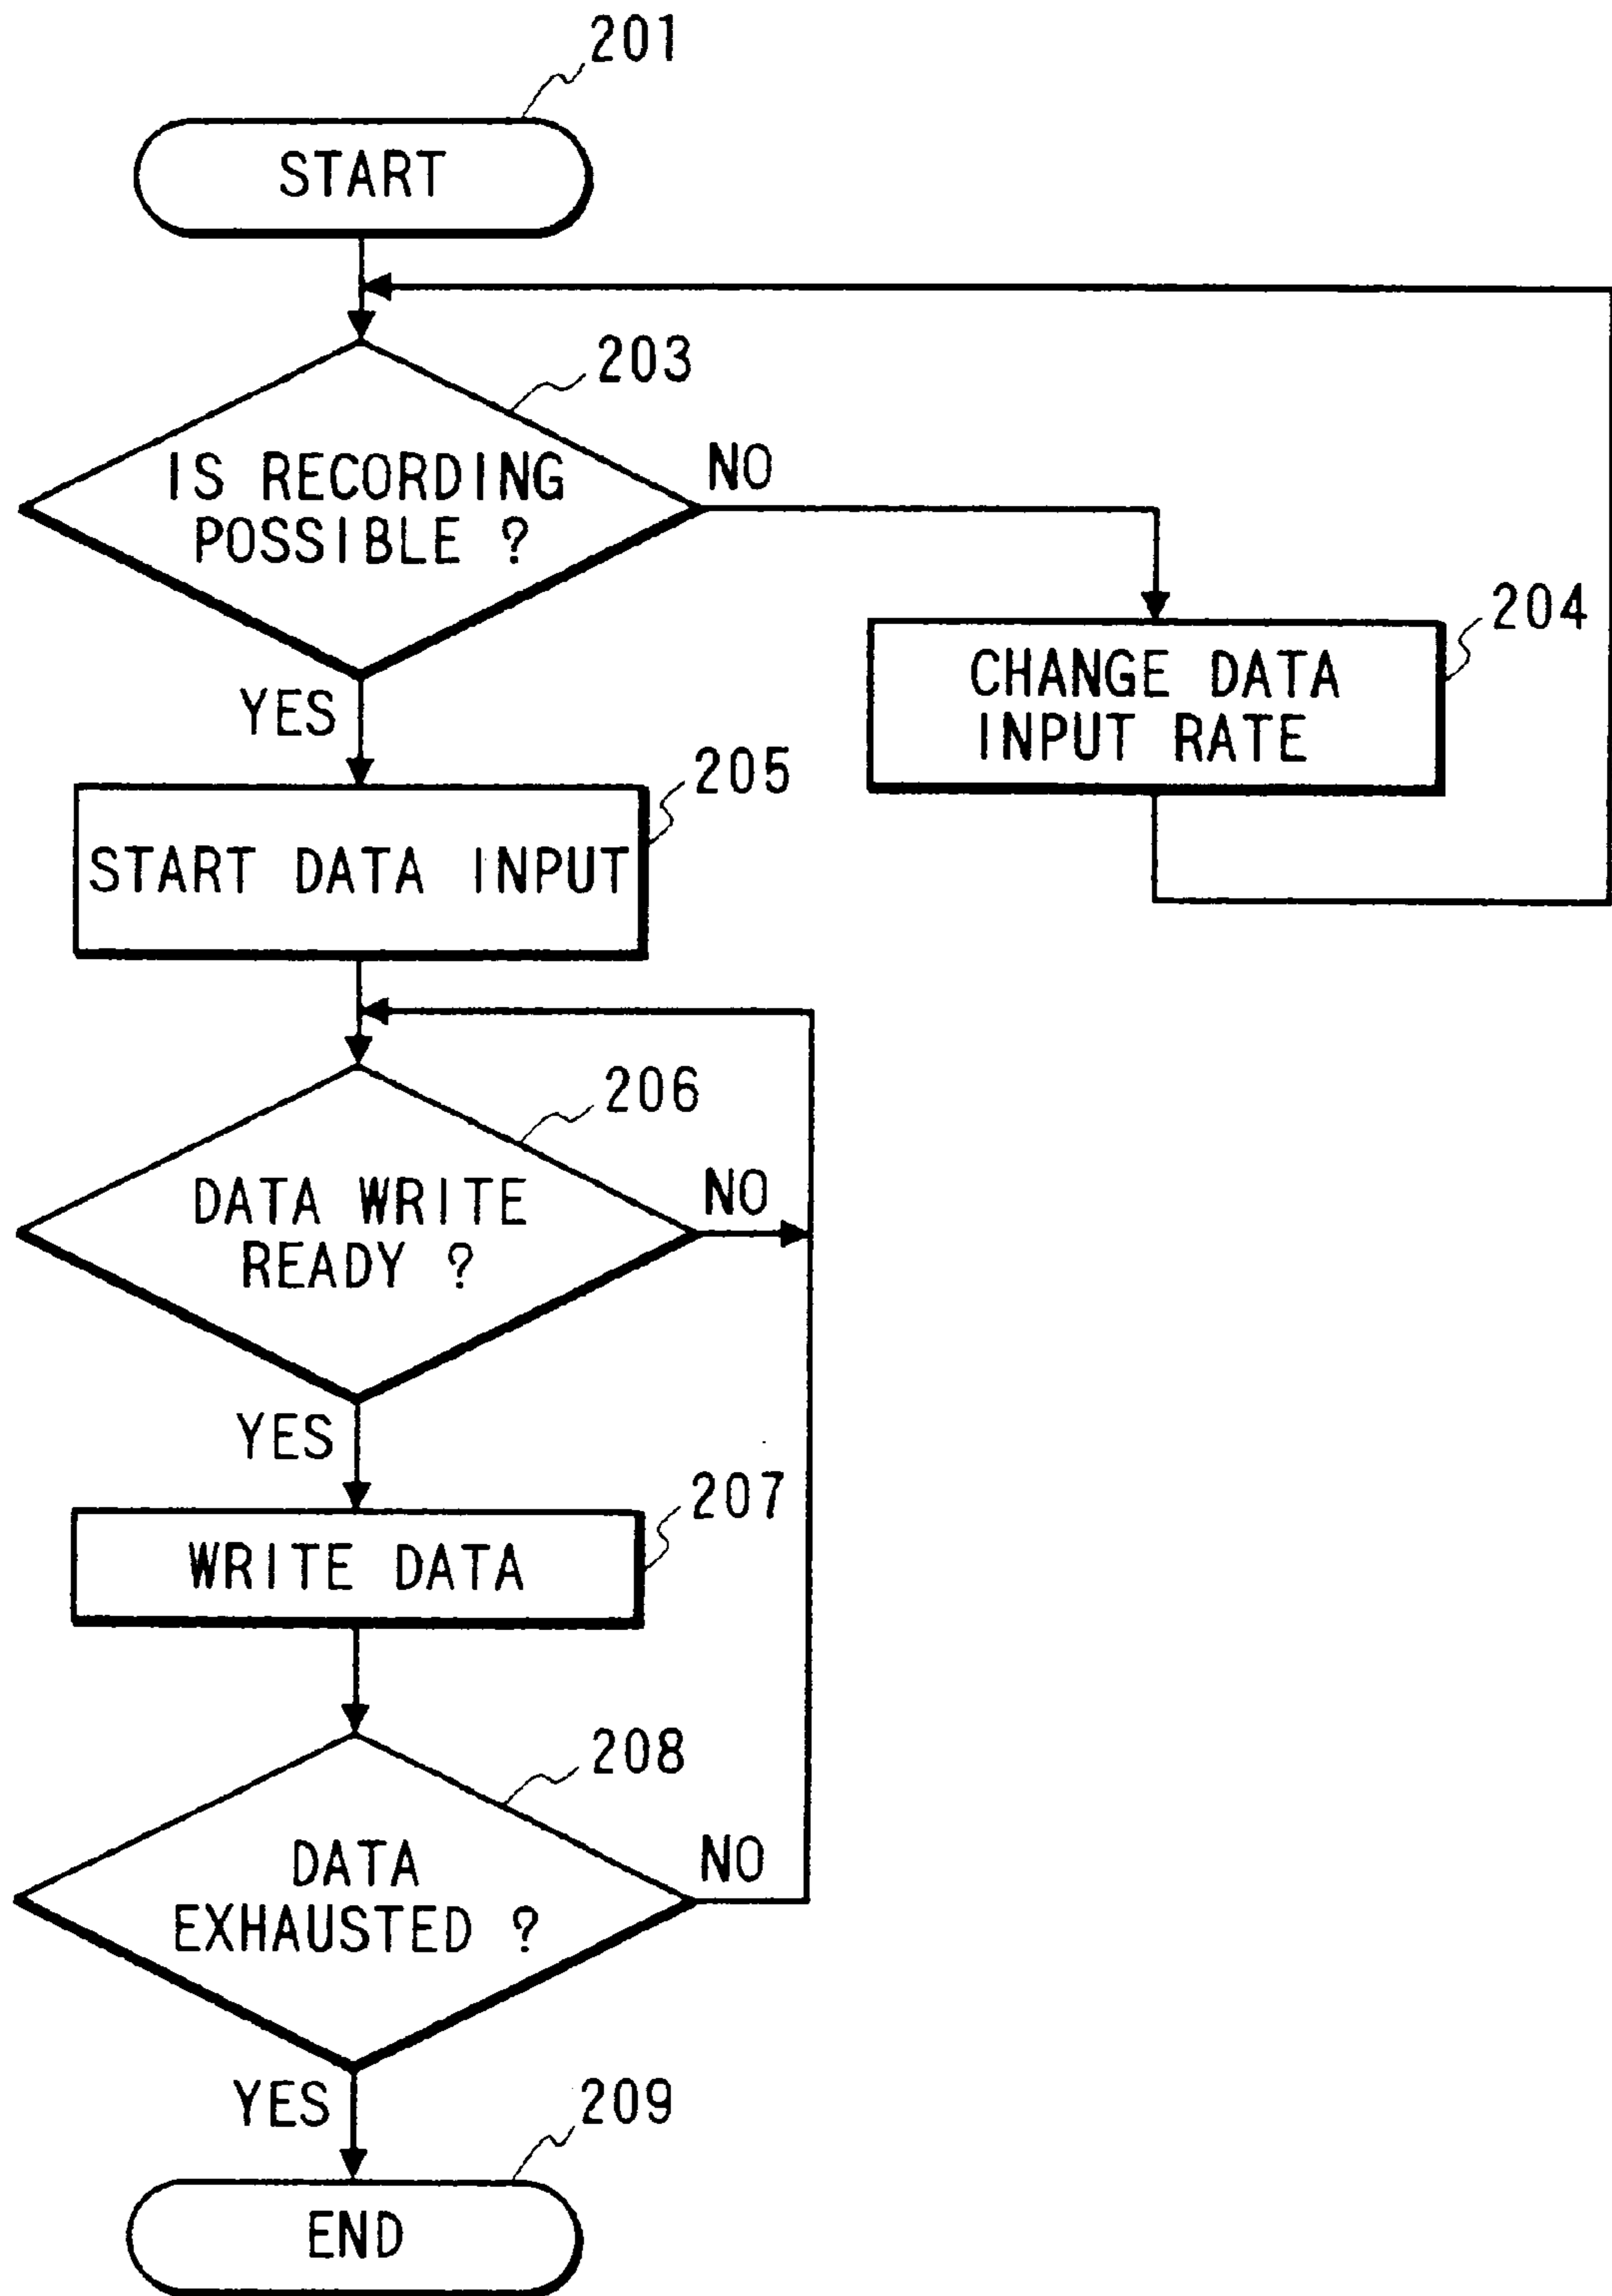 201
START
203
IS RECORDING
POSSIBLE ?
NO
204
CHANGE DATA
INPUT RATE
YES
205
START DATA INPUT
206
DATA WRITE
READY ?
NO
YES
207
WRITE DATA
208
DATA
EXHAUSTED ?
NO
YES
209
END